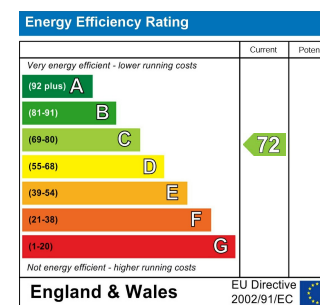 Energy Efficiency Rating
Current Poten
Very energy efficient - lower running costs
(92 plus) A
(81-91) B
(69-80) C
72
(55-68) D
(39-54) E
(21-38) F
(1-20) G
Not energy efficient - higher running costs
England & Wales
EU Directive
2002/91/EC